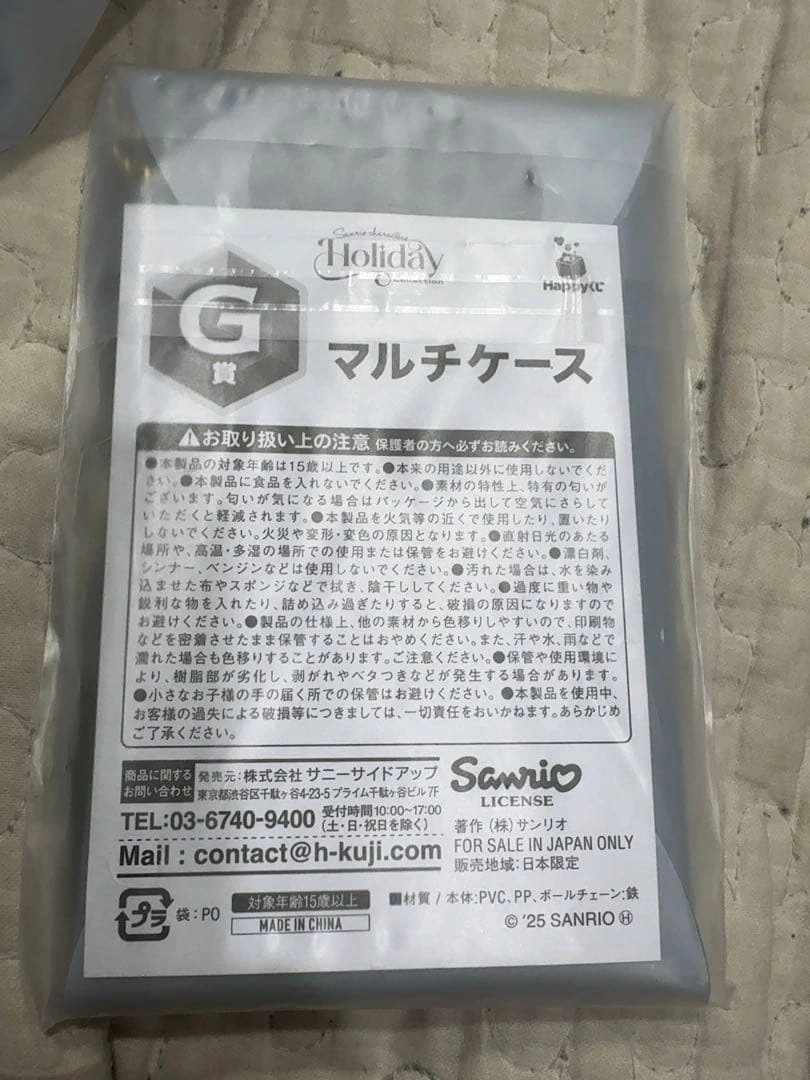 Sanrio characters
Holiday
Collection
Happyくじ
G
賞
マルチケース
お取り扱い上の注意 保護者の方へ必ずお読みください。
●本製品の対象年齢は15歳以上です。●本来の用途以外に使用しないでくだ
さい。●本製品に食品を入れないでください。●素材の特性上、特有の匂いが
ございます。匂いが気になる場合はパッケージから出して空気にさらして
いただくと軽減されます。●本製品を火気等の近くで使用したり、置いたり
しないでください。火災や変形・変色の原因となります。●直射日光のあたる
場所や、高温・多湿の場所での使用または保管をお避けください。●漂白剤、
シンナー、ベンジンなどは使用しないでください。●汚れた場合は、水を染み
込ませた布やスポンジなどで拭き、陰干ししてください。●過度に重い物や
鋭利な物を入れたり、詰め込み過ぎたりすると、破損の原因になりますので
お避けください。●製品の仕様上、他の素材から色移りしやすいので、印刷物
などを密着させたまま保管することはおやめください。また、汗や水、雨などで
濡れた場合も色移りすることがあります。ご注意ください。●保管や使用環境に
より、樹脂部が劣化し、剥がれやベタつきなどが発生する場合があります。
●小さなお子様の手の届く所での保管はお避けください。●本製品を使用中、
お客様の過失による破損等につきましては、一切責任をおいかねます。あらかじめ
ご了承ください。
商品に関する
お問い合わせ
発売元：株式会社 サニーサイドアップ
東京都渋谷区千駄ヶ谷4-23-5 プライム千駄ヶ谷ビル7F
TEL:03-6740-9400 受付時間10:00~17:00
(土・日・祝日を除く)
Mail : contact@h-kuji.com
Sanrio
LICENSE
著作(株)サンリオ
FOR SALE IN JAPAN ONLY
販売地域：日本限定
プラ
袋：PO
対象年齢15歳以上
MADE IN CHINA
■材質 / 本体:PVC、PP、ボールチェーン:鉄
©'25 SANRIO Ⓗ